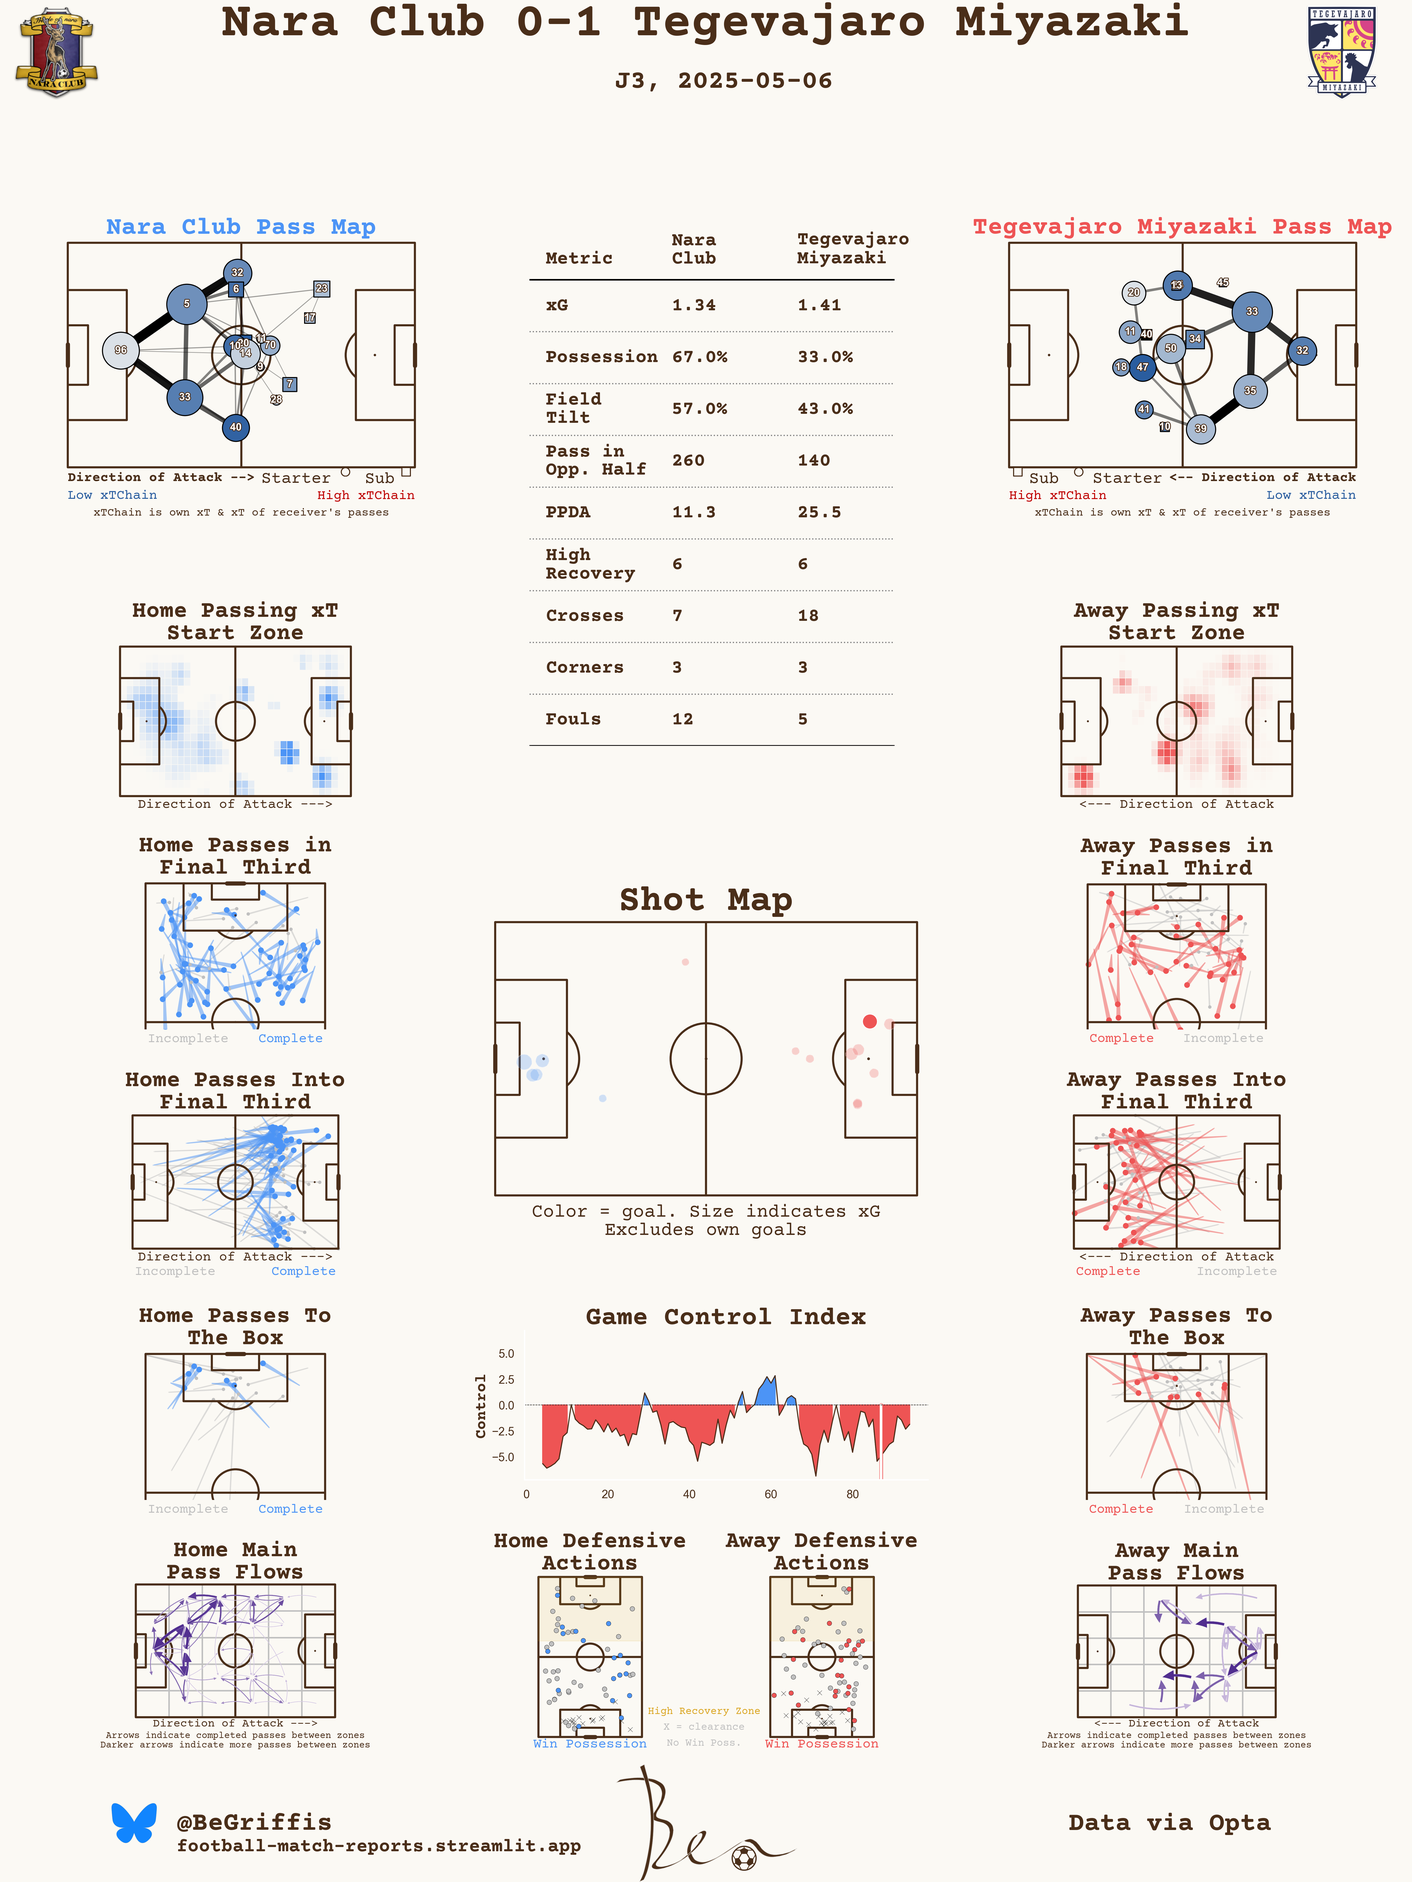 Nara Club 0-1 Tegevajaro Miyazaki
J3, 2025-05-06
NARA CLUB
TEGEVAJARO
MIYAZAKI
Nara Club Pass Map
32
6
23
5
17
96
10
20
11
70
14
9
7
33
28
40
Direction of Attack --> Starter Sub
Low xTChain High xTChain
xTChain is own xT & xT of receiver's passes
Metric Nara Club Tegevajaro Miyazaki
xG 1.34 1.41
Possession 67.0% 33.0%
Field Tilt 57.0% 43.0%
Pass in Opp. Half 260 140
PPDA 11.3 25.5
High Recovery 6 6
Crosses 7 18
Corners 3 3
Fouls 12 5
Tegevajaro Miyazaki Pass Map
13
45
20
33
11
40
34
50
32
18
47
35
41
10
39
Sub Starter <-- Direction of Attack
High xTChain Low xTChain
xTChain is own xT & xT of receiver's passes
Home Passing xT
Start Zone
Direction of Attack --->
Away Passing xT
Start Zone
<--- Direction of Attack
Home Passes in
Final Third
Incomplete Complete
Away Passes in
Final Third
Complete Incomplete
Shot Map
Color = goal. Size indicates xG
Excludes own goals
Home Passes Into
Final Third
Direction of Attack --->
Incomplete Complete
Away Passes Into
Final Third
<--- Direction of Attack
Complete Incomplete
Home Passes To
The Box
Incomplete Complete
Game Control Index
Control
5.0
2.5
0.0
−2.5
−5.0
0 20 40 60 80
Away Passes To
The Box
Complete Incomplete
Home Main
Pass Flows
Direction of Attack --->
Arrows indicate completed passes between zones
Darker arrows indicate more passes between zones
Home Defensive
Actions
Win Possession
High Recovery Zone
X = clearance
No Win Poss.
Away Defensive
Actions
Win Possession
Away Main
Pass Flows
<--- Direction of Attack
Arrows indicate completed passes between zones
Darker arrows indicate more passes between zones
@BeGriffis
football-match-reports.streamlit.app
Ben
Data via Opta